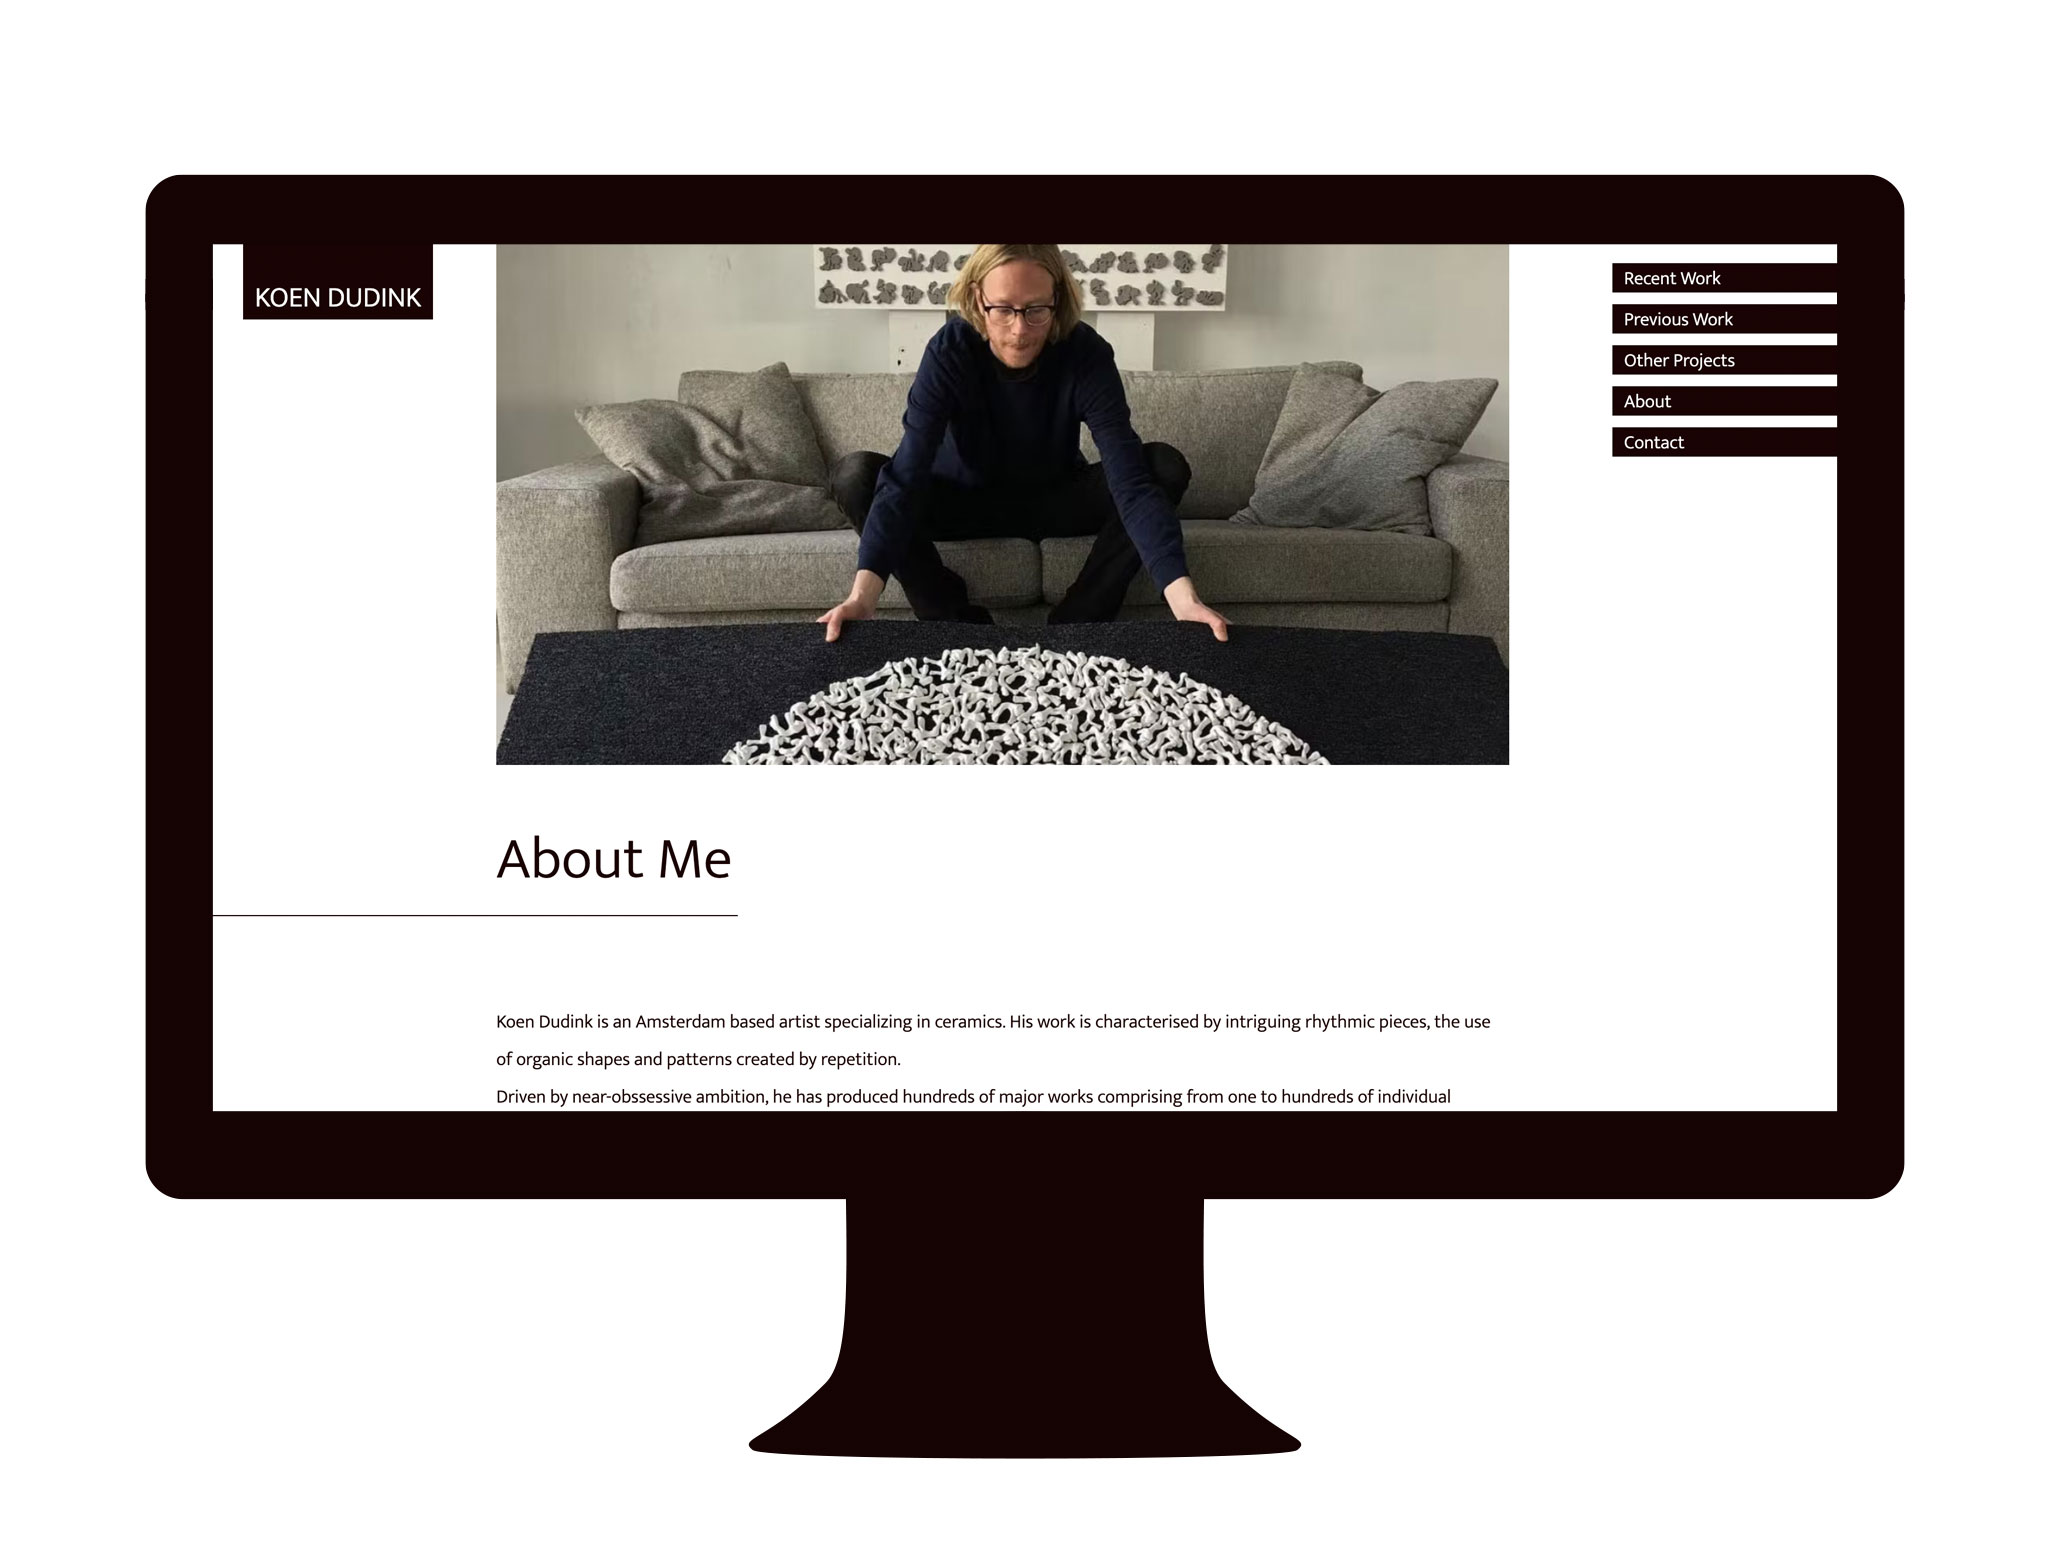 KOEN DUDINK
Recent Work
Previous Work
Other Projects
About
Contact
About Me
Koen Dudink is an Amsterdam based artist specializing in ceramics. His work is characterised by intriguing rhythmic pieces, the use
of organic shapes and patterns created by repetition.
Driven by near-obssessive ambition, he has produced hundreds of major works comprising from one to hundreds of individual